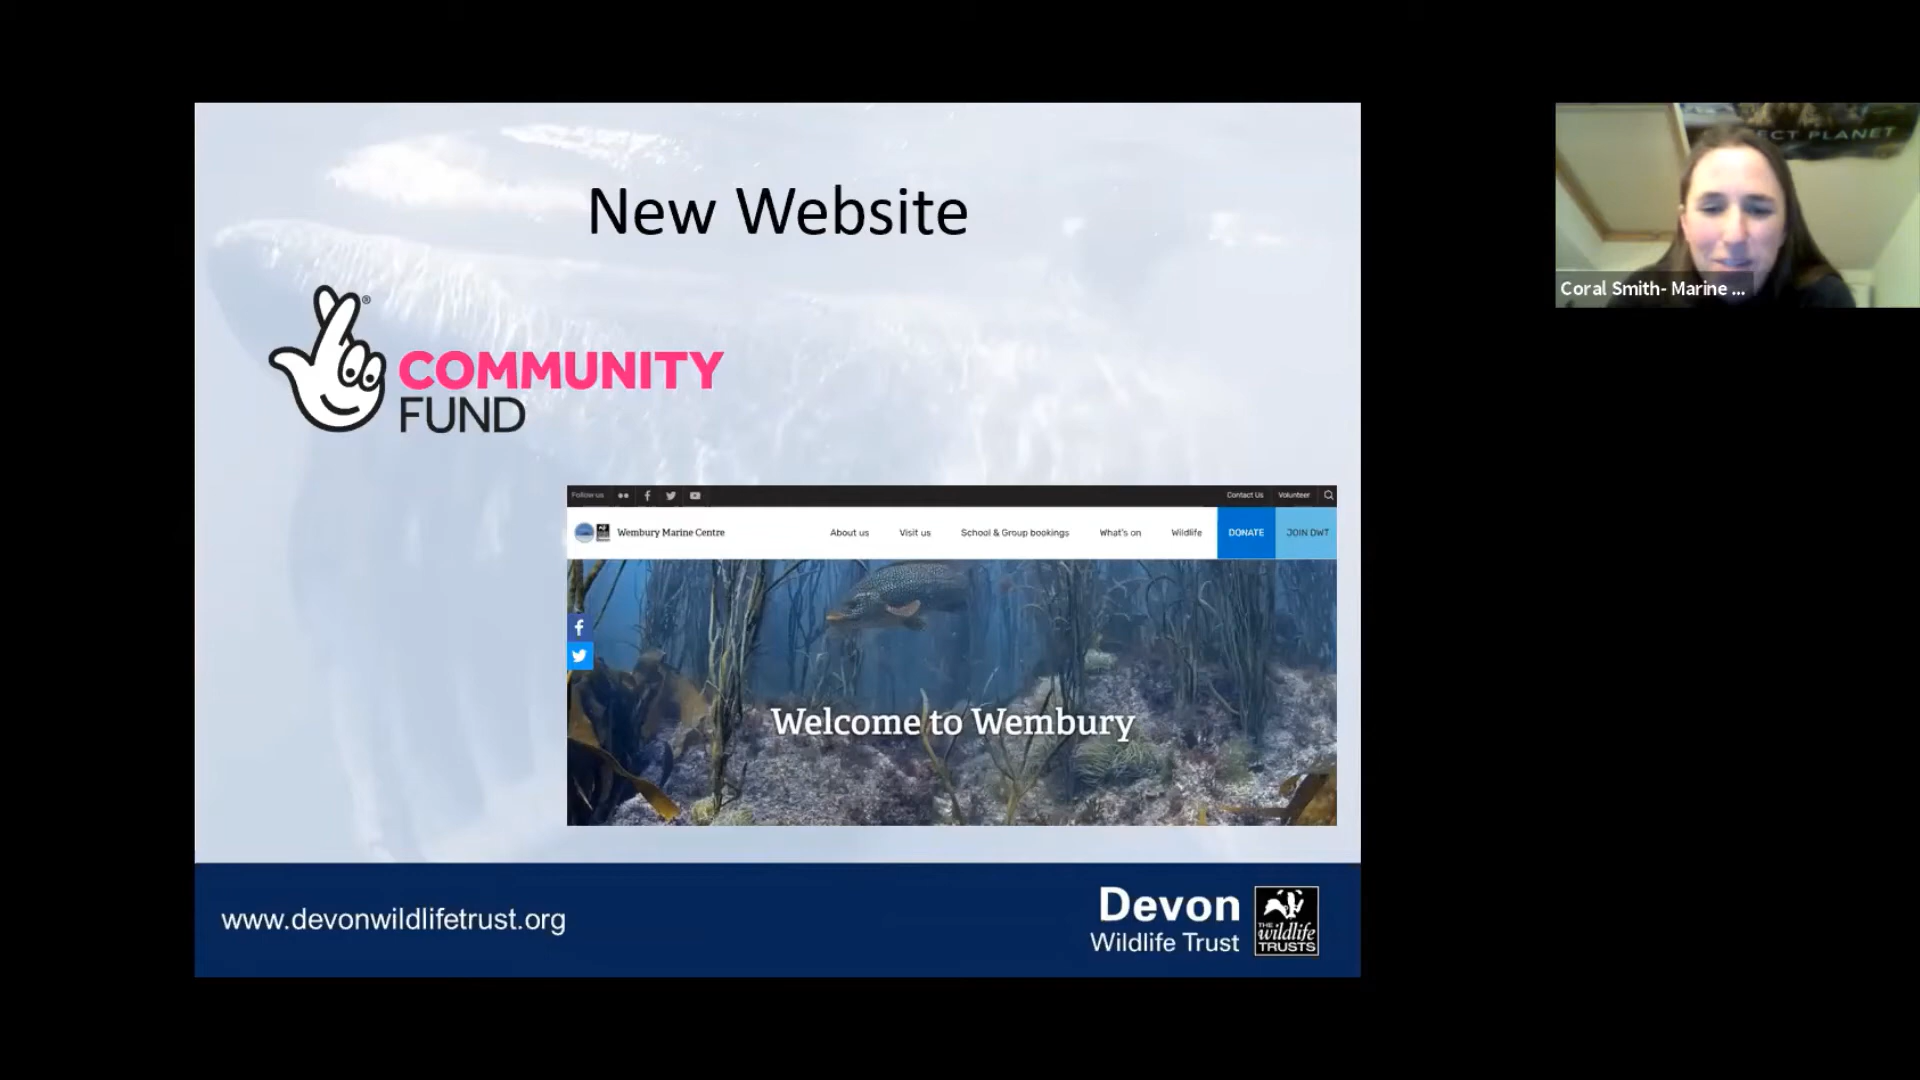 New Website
COMMUNITY
FUND
Follow us
Contact Us Volunteer
Wembury Marine Centre
About us Visit us School & Group bookings What's on Wildlife DONATE JOIN DWT
Welcome to Wembury
www.devonwildlifetrust.org
Devon
Wildlife Trust
THE
wildlife
TRUSTS
ECT PLANET
Coral Smith- Marine ...